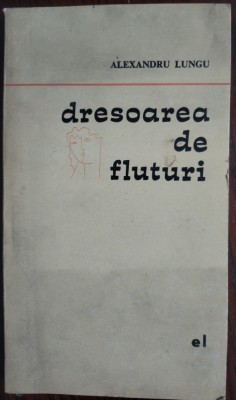 ALEXANDRU LUNGU
dresoarea
de
fluturi
el